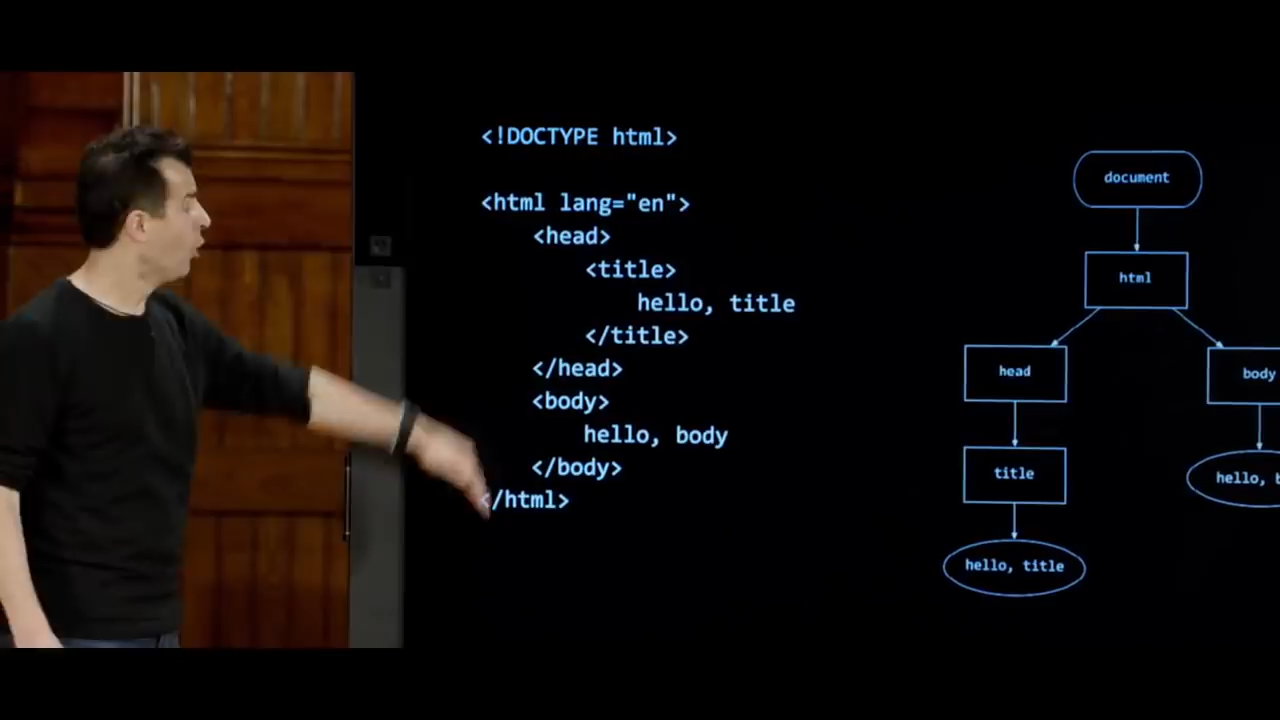 <!DOCTYPE html>
<html lang="en">
<head>
<title>
hello, title
</title>
</head>
<body>
hello, body
</body>
</html>
document
html
head
body
title
hello, title
hello,